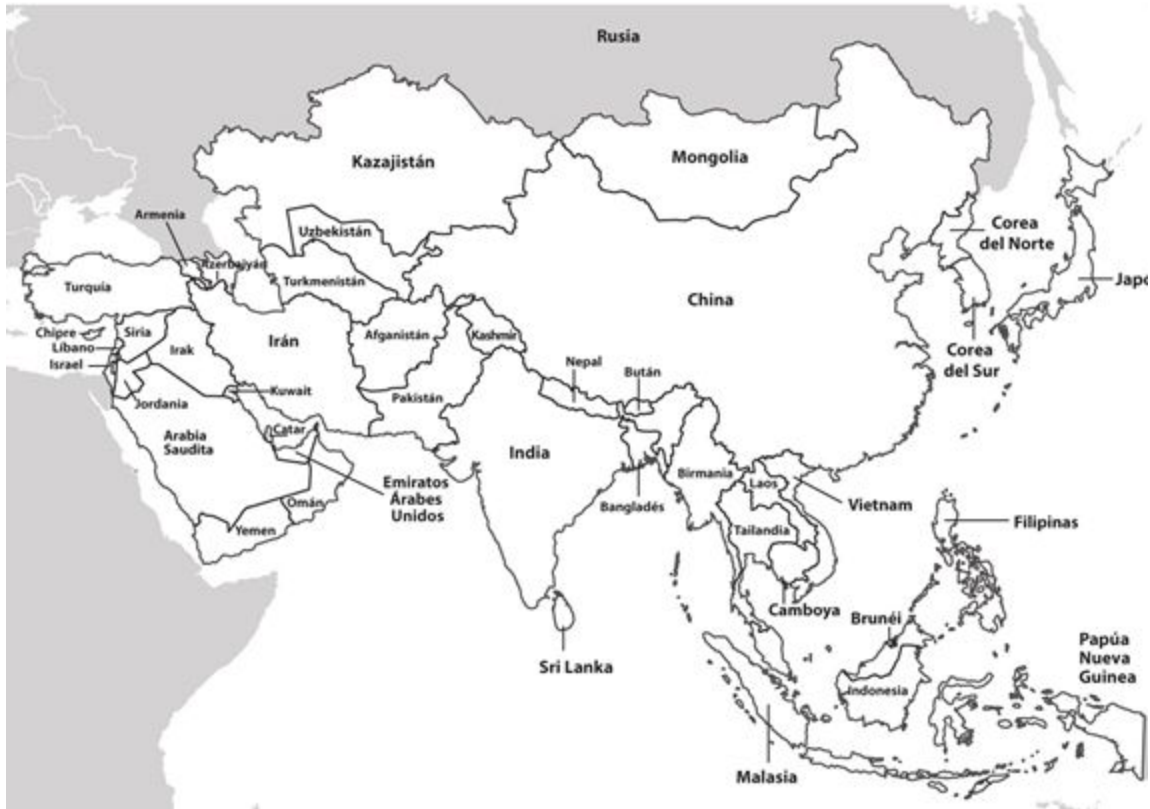 Rusia
Kazajistán
Mongolia
Armenia
Uzbekistán
Corea
del Norte
Azerbaiyán
Turkmenistán
Turquía
China
Japo
Chipre
Siria
Irán
Afganistán
Kashmir
Líbano
Irak
Israel
Corea
del Sur
Nepal
Bután
Kuwait
Pakistán
Jordania
Catar
Arabia
Saudita
India
Birmania
Emiratos
Árabes
Unidos
Laos
Omán
Bangladés
Vietnam
Yemen
Tailandia
Filipinas
Camboya
Brunéi
Sri Lanka
Papúa
Nueva
Guinea
Indonesia
Malasia